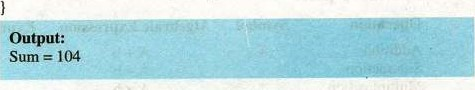 }
Output:
Sum = 104